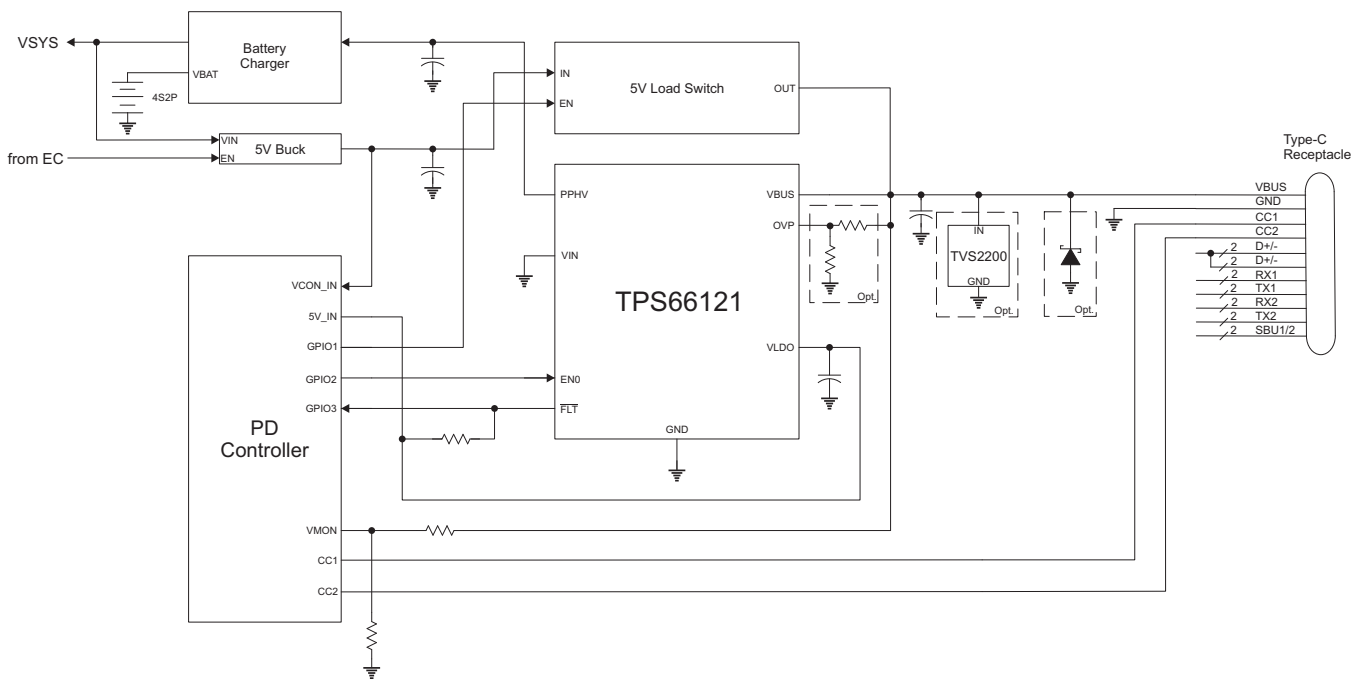 VSYS
Battery
Charger
VBAT
4S2P
VIN
EN
5V Buck
from EC
IN
EN
5V Load Switch
OUT
PPHV
VIN
TPS66121
VBUS
OVP
VLDO
EN0
FLT
GND
Opt.
IN
TVS2200
GND
Opt.
Opt.
Type-C
Receptacle
VBUS
GND
CC1
CC2
2 D+/-
2 D+/-
2 RX1
2 TX1
2 RX2
2 TX2
2 SBU1/2
VCON_IN
5V_IN
GPIO1
GPIO2
GPIO3
PD
Controller
VMON
CC1
CC2